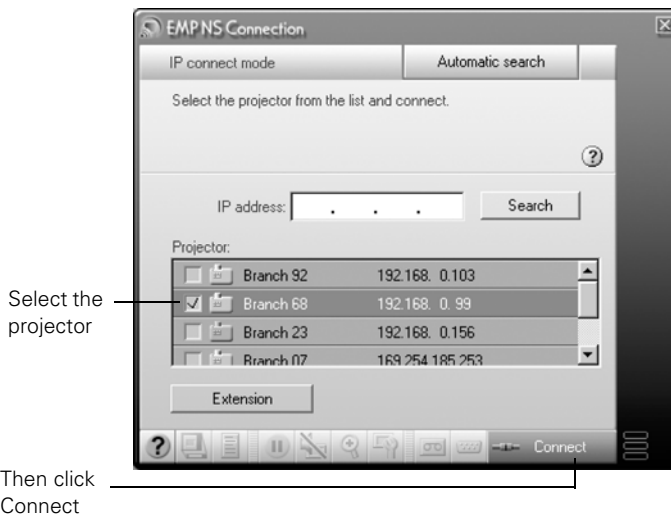 EMP NS Connection
IP connect mode
Automatic search
Select the projector from the list and connect.
?
IP address: . . .
Search
Projector:
Branch 92 192.168. 0.103
Select the
projector
Branch 68 192.168. 0. 99
Branch 23 192.168. 0.156
Branch 07 169.254.185.253
Extension
? Connect
Then click
Connect